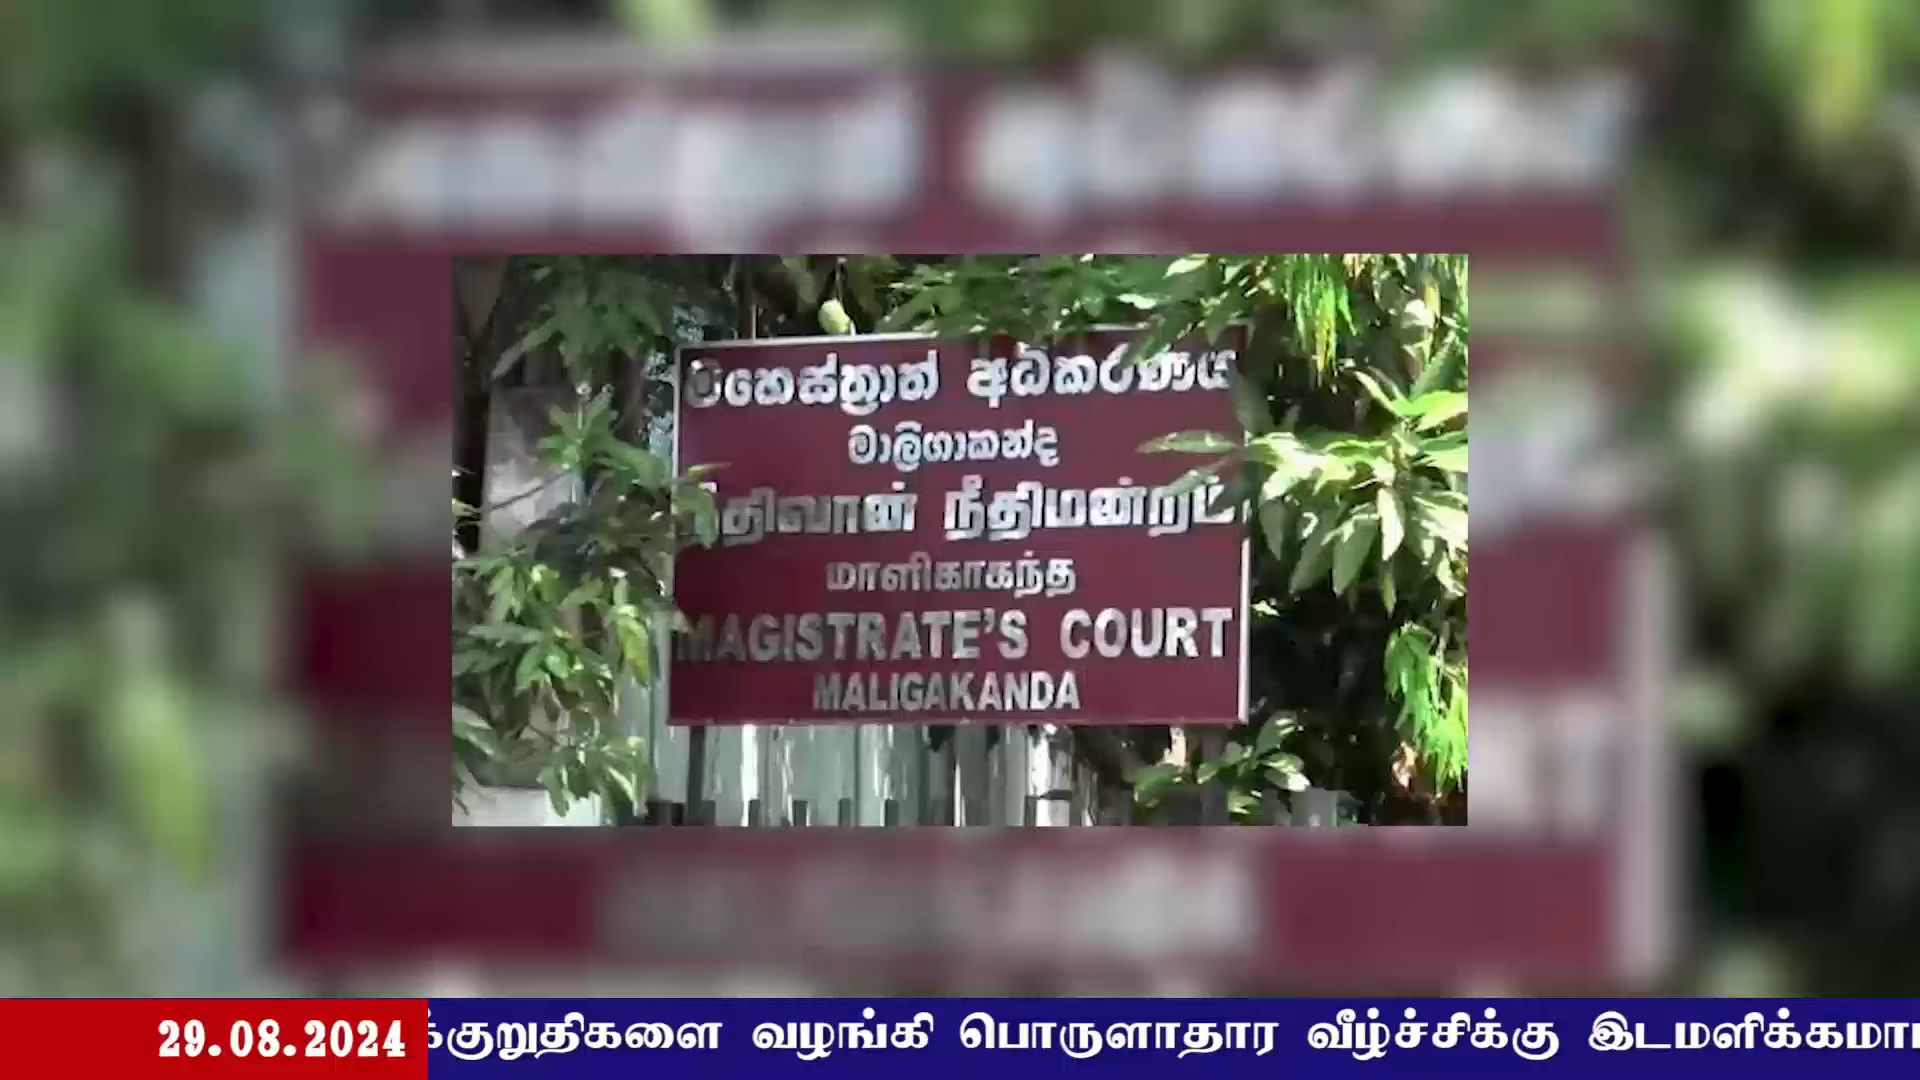 මහෙස්ත්‍රාත් අධිකරණය
මාලිගාකන්ද
நீதிவான் நீதிமன்றம்
மாளிகாகந்த
MAGISTRATE'S COURT
MALIGAKANDA
29.08.2024
க்குறுதிகளை வழங்கி பொருளாதார வீழ்ச்சிக்கு இடமளிக்கமா